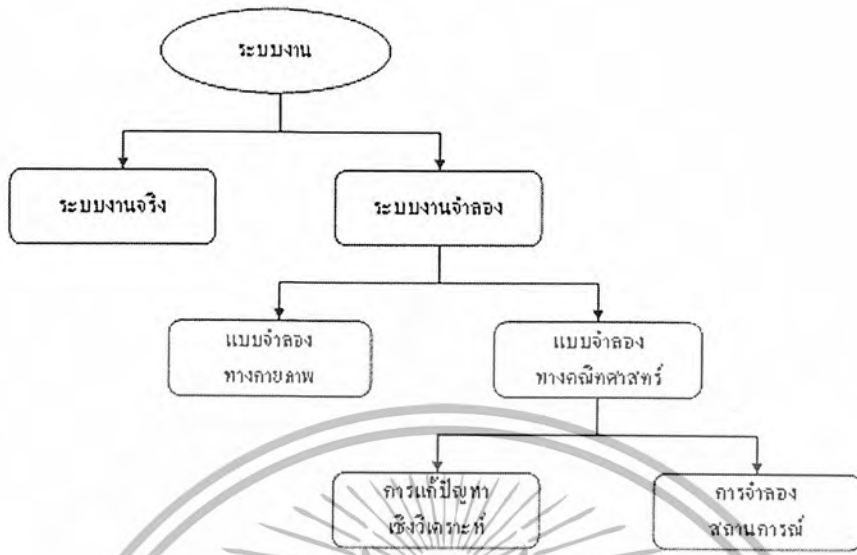 ระบบงาน
ระบบงานจริง
ระบบงานจำลอง
แบบจำลอง
ทางกายภาพ
แบบจำลอง
ทางคณิตศาสตร์
การแก้ปัญหา
เชิงวิเคราะห์
การจำลอง
สถานการณ์